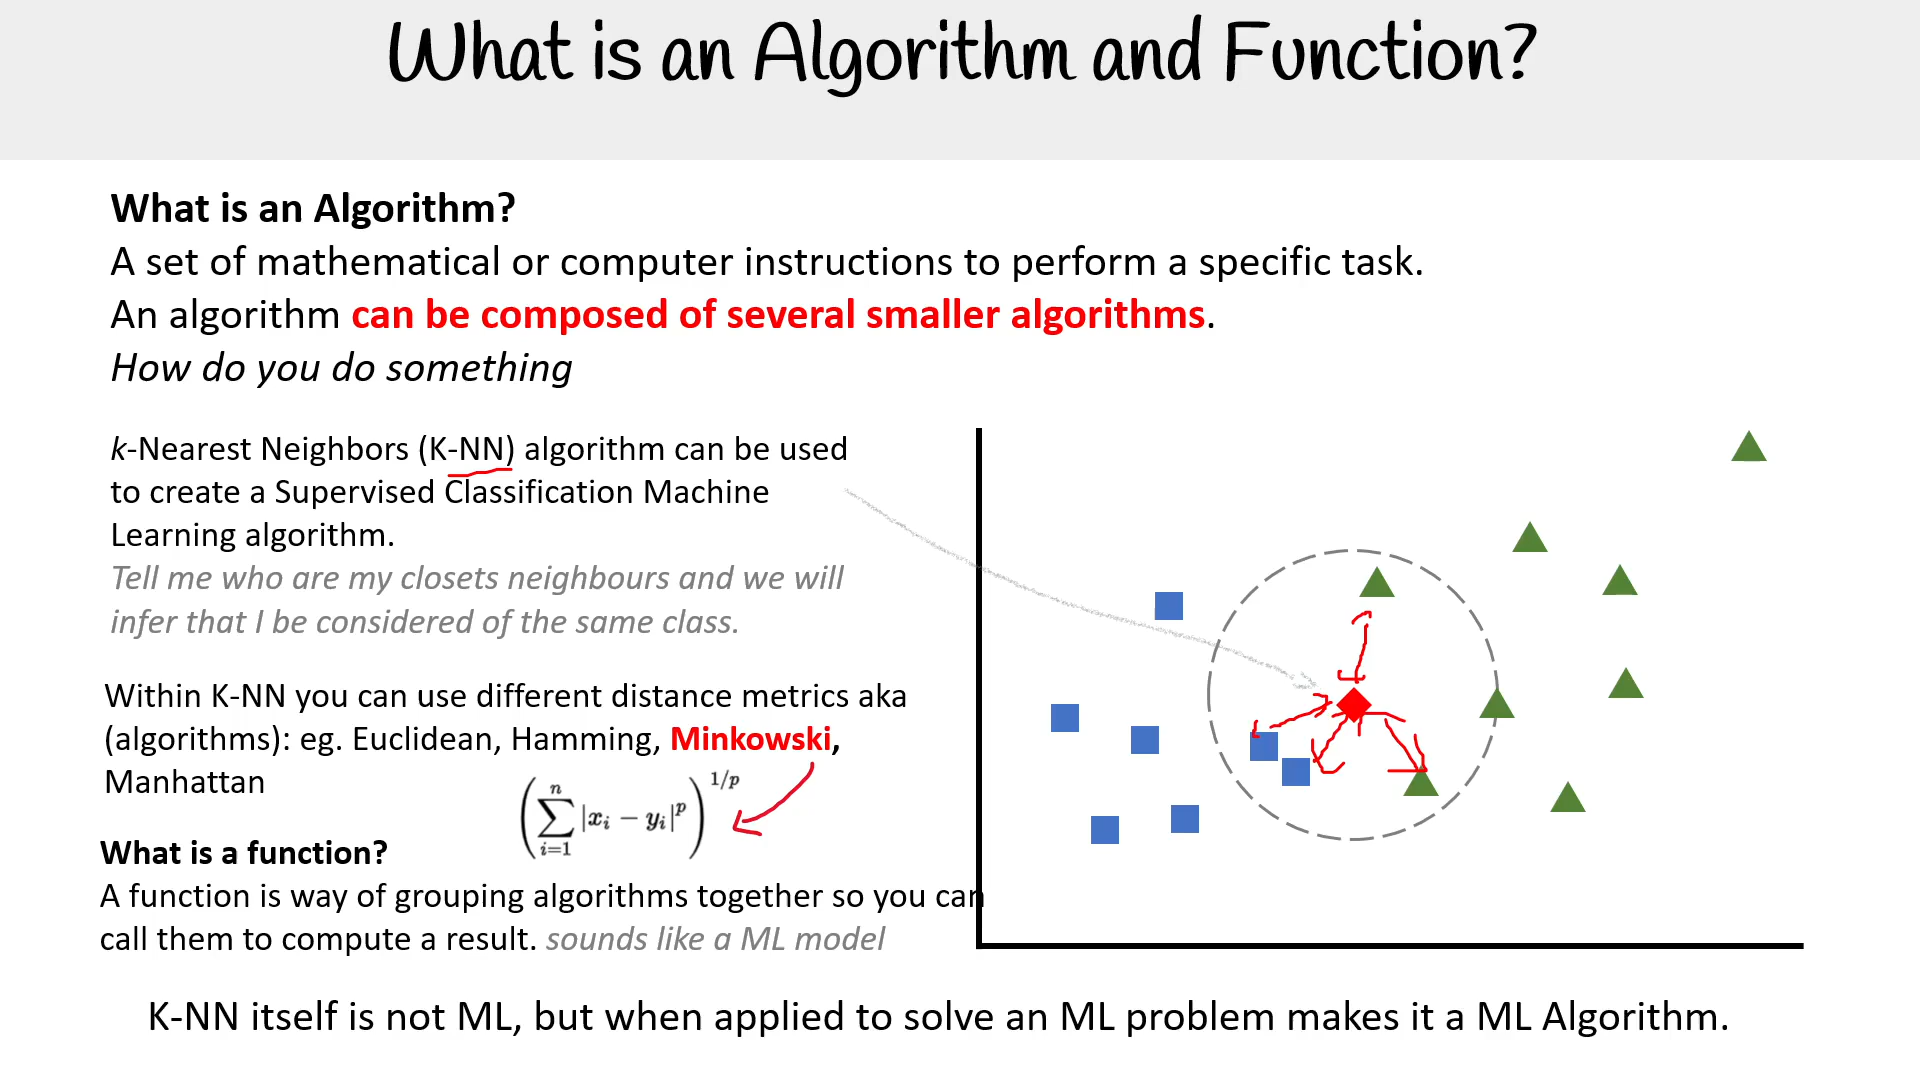 What is an Algorithm and Function?
What is an Algorithm?
A set of mathematical or computer instructions to perform a specific task.
An algorithm can be composed of several smaller algorithms.
How do you do something
k-Nearest Neighbors (K-NN) algorithm can be used
to create a Supervised Classification Machine
Learning algorithm.
Tell me who are my closets neighbours and we will
infer that I be considered of the same class.
Within K-NN you can use different distance metrics aka
(algorithms): eg. Euclidean, Hamming, Minkowski,
Manhattan
(∑_{i=1}^{n} |x_i − y_i|^p)^{1/p}
What is a function?
A function is way of grouping algorithms together so you can
call them to compute a result. sounds like a ML model
K-NN itself is not ML, but when applied to solve an ML problem makes it a ML Algorithm.